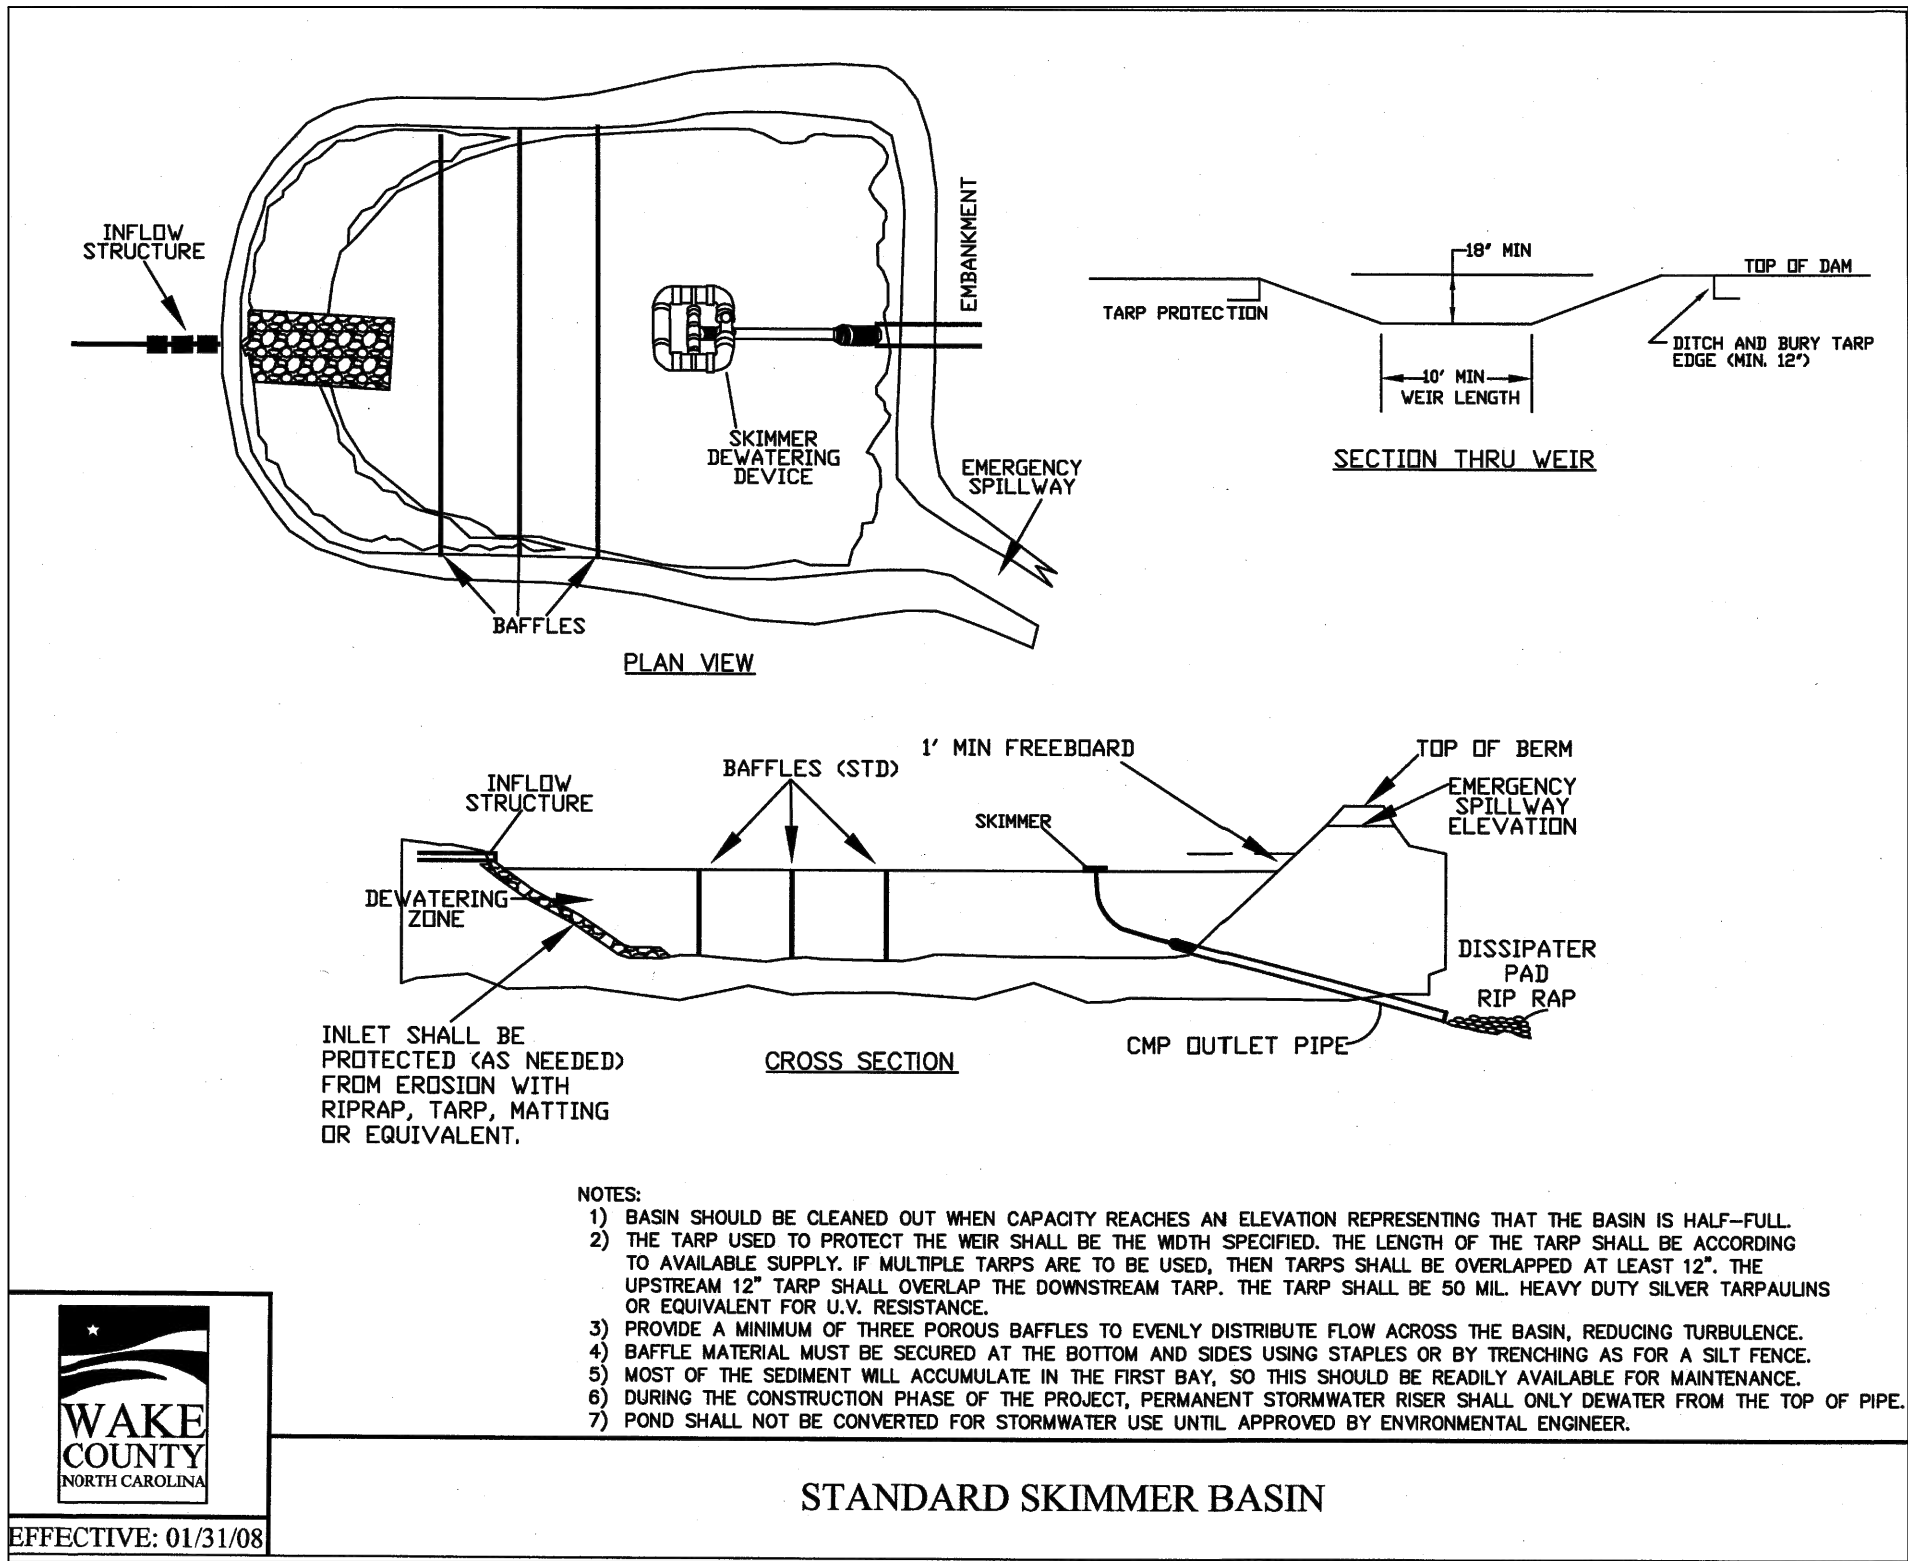 INFLOW
STRUCTURE
EMBANKMENT
SKIMMER
DEWATERING
DEVICE
EMERGENCY
SPILLWAY
BAFFLES
PLAN VIEW
18" MIN
TOP OF DAM
TARP PROTECTION
DITCH AND BURY TARP
EDGE (MIN. 12")
10' MIN
WEIR LENGTH
SECTION THRU WEIR
1' MIN FREEBOARD
TOP OF BERM
BAFFLES (STD)
INFLOW
STRUCTURE
EMERGENCY
SPILLWAY
ELEVATION
SKIMMER
DEWATERING
ZONE
DISSIPATER
PAD
RIP RAP
INLET SHALL BE
PROTECTED (AS NEEDED)
FROM EROSION WITH
RIPRAP, TARP, MATTING
OR EQUIVALENT.
CMP OUTLET PIPE
CROSS SECTION
NOTES:
1) BASIN SHOULD BE CLEANED OUT WHEN CAPACITY REACHES AN ELEVATION REPRESENTING THAT THE BASIN IS HALF-FULL.
2) THE TARP USED TO PROTECT THE WEIR SHALL BE THE WIDTH SPECIFIED. THE LENGTH OF THE TARP SHALL BE ACCORDING
TO AVAILABLE SUPPLY. IF MULTIPLE TARPS ARE TO BE USED, THEN TARPS SHALL BE OVERLAPPED AT LEAST 12". THE
UPSTREAM 12" TARP SHALL OVERLAP THE DOWNSTREAM TARP. THE TARP SHALL BE 50 MIL. HEAVY DUTY SILVER TARPAULINS
OR EQUIVALENT FOR U.V. RESISTANCE.
3) PROVIDE A MINIMUM OF THREE POROUS BAFFLES TO EVENLY DISTRIBUTE FLOW ACROSS THE BASIN, REDUCING TURBULENCE.
4) BAFFLE MATERIAL MUST BE SECURED AT THE BOTTOM AND SIDES USING STAPLES OR BY TRENCHING AS FOR A SILT FENCE.
5) MOST OF THE SEDIMENT WILL ACCUMULATE IN THE FIRST BAY, SO THIS SHOULD BE READILY AVAILABLE FOR MAINTENANCE.
6) DURING THE CONSTRUCTION PHASE OF THE PROJECT, PERMANENT STORMWATER RISER SHALL ONLY DEWATER FROM THE TOP OF PIPE.
7) POND SHALL NOT BE CONVERTED FOR STORMWATER USE UNTIL APPROVED BY ENVIRONMENTAL ENGINEER.
WAKE
COUNTY
NORTH CAROLINA
EFFECTIVE: 01/31/08
STANDARD SKIMMER BASIN